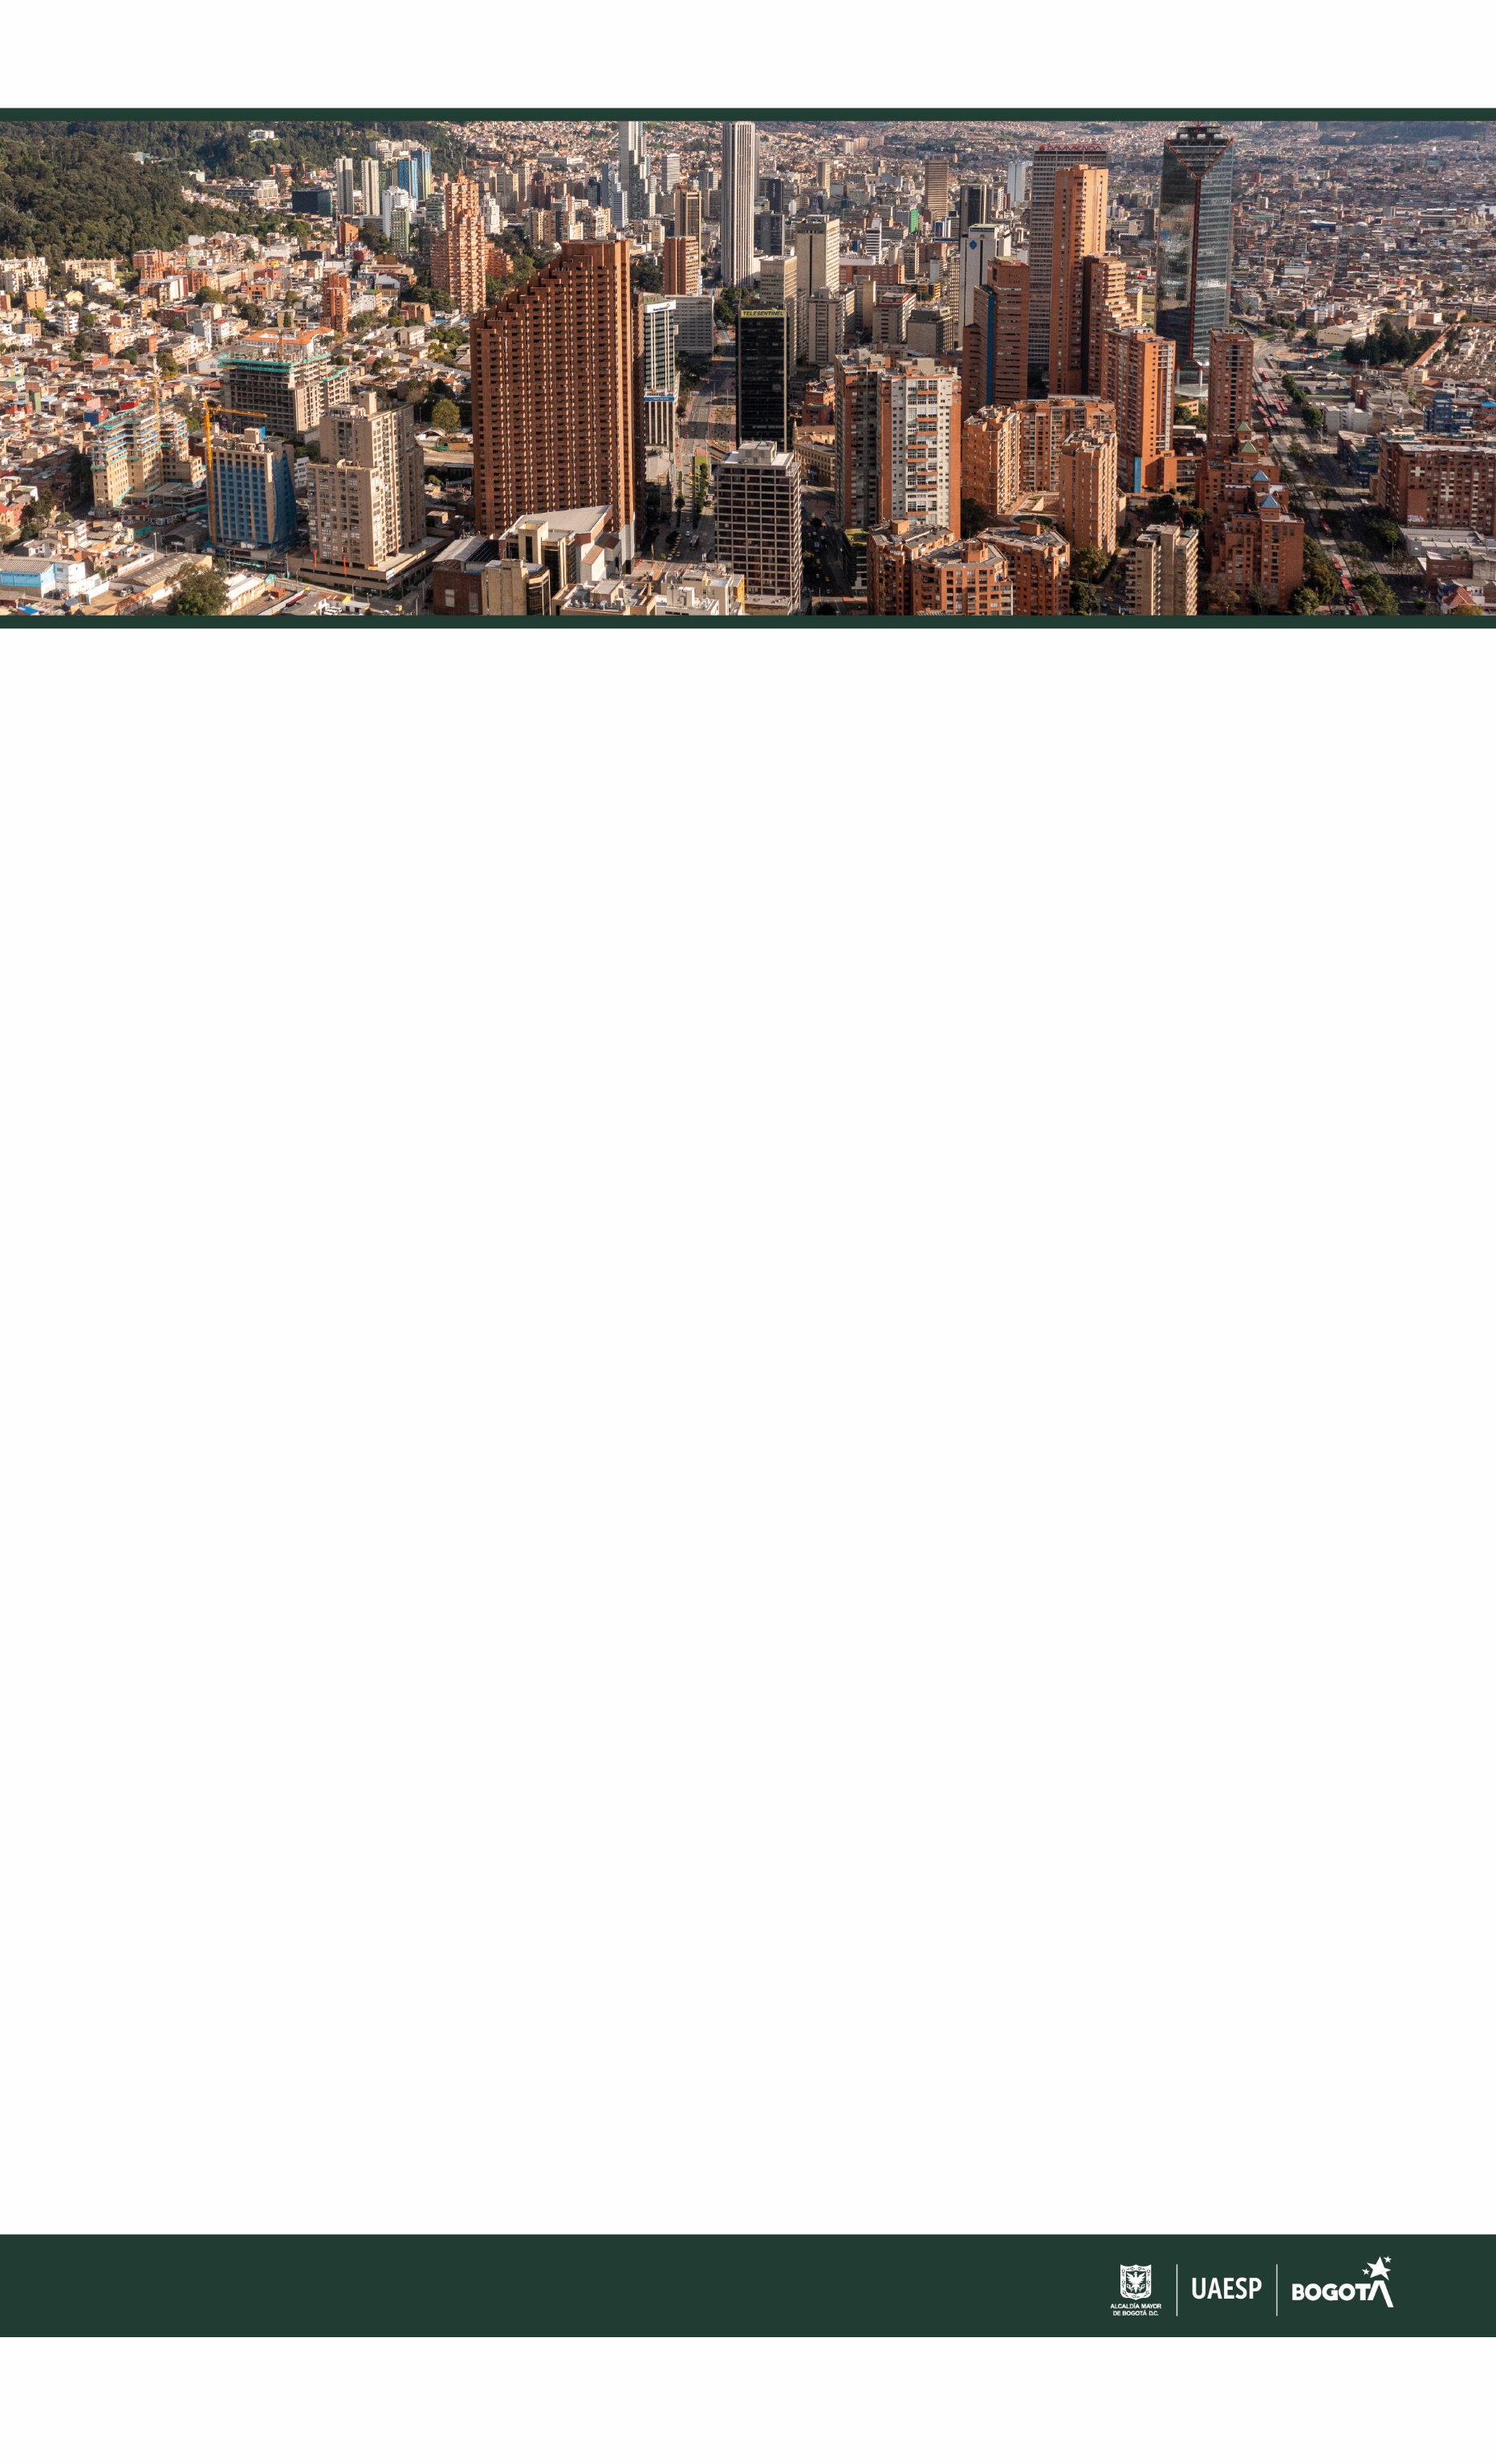 TELESENTINEL
ALCALDÍA MAYOR
DE BOGOTÁ D.C.
UAESP
BOGOTÁ